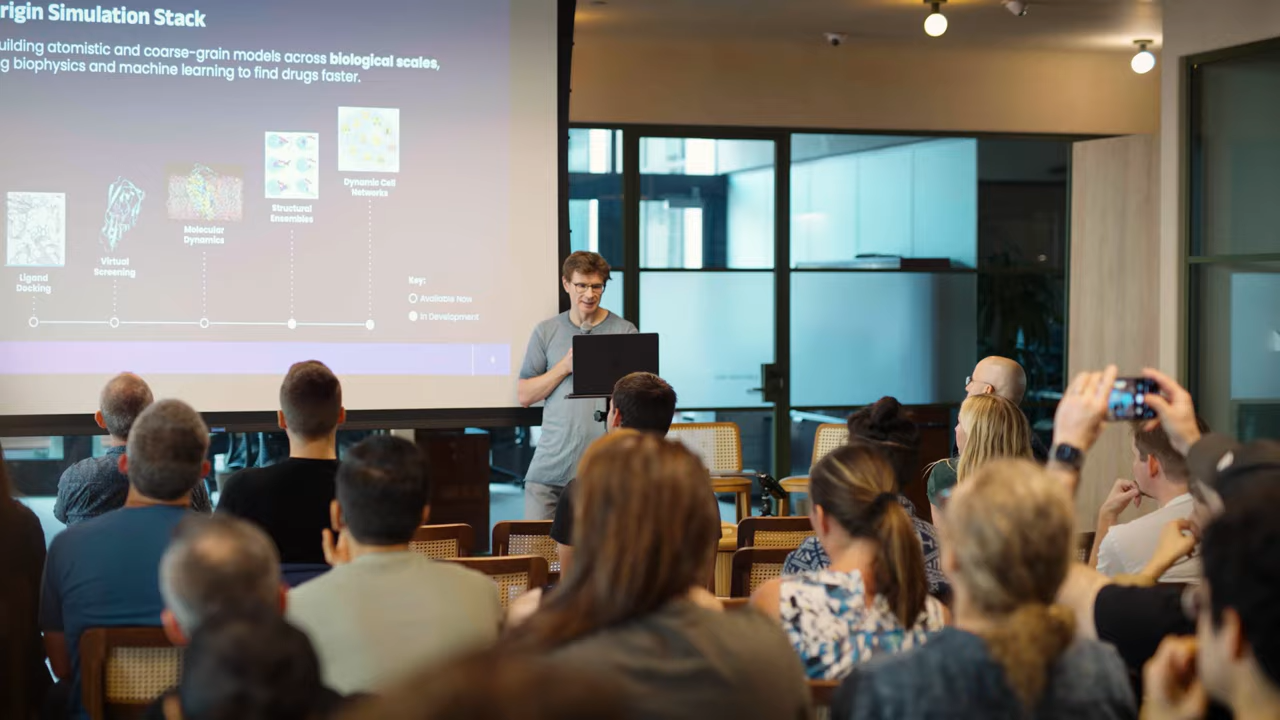 rigin Simulation Stack
uilding atomistic and coarse-grain models across biological scales,
g biophysics and machine learning to find drugs faster.
Dynamic Cell
Networks
Structural
Ensembles
Molecular
Dynamics
Virtual
Screening
Ligand
Docking
Key:
Available Now
In Development